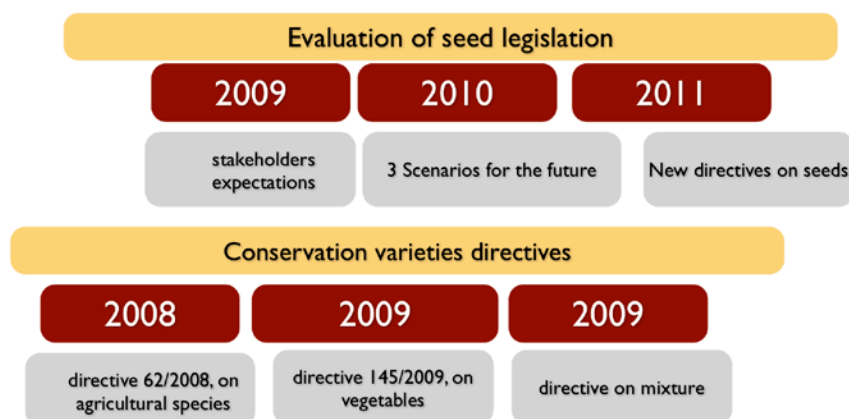 Evaluation of seed legislation
2009
2010
2011
stakeholders
expectations
3 Scenarios for the future
New directives on seeds
Conservation varieties directives
2008
2009
2009
directive 62/2008, on
agricultural species
directive 145/2009, on
vegetables
directive on mixture